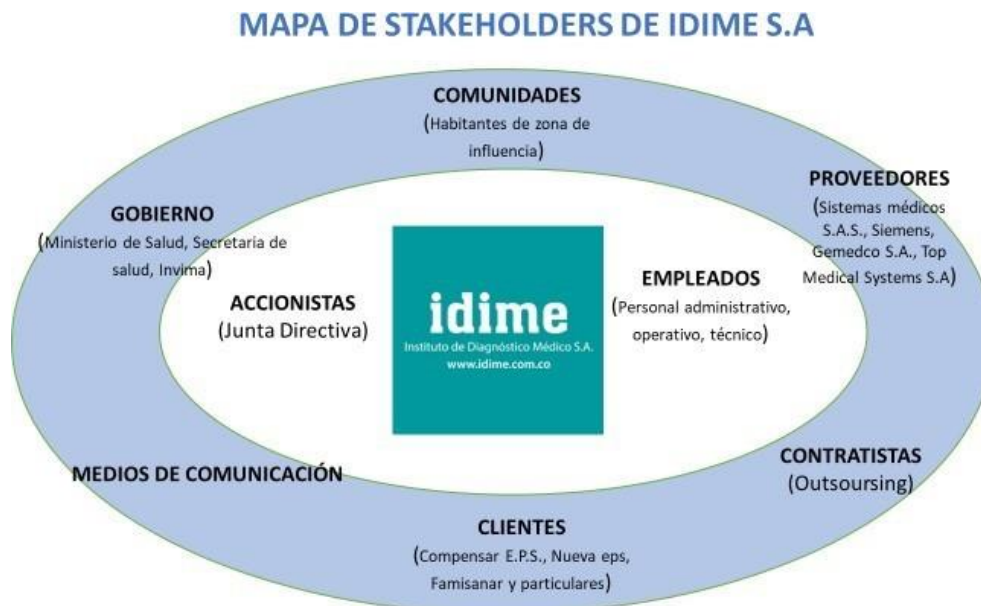 MAPA DE STAKEHOLDERS DE IDIME S.A
COMUNIDADES
(Habitantes de zona de
influencia)
PROVEEDORES
(Sistemas médicos
S.A.S., Siemens,
Gemedco S.A., Top
Medical Systems S.A)
GOBIERNO
(Ministerio de Salud, Secretaria de
salud, Invima)
ACCIONISTAS
(Junta Directiva)
idime
Instituto de Diagnóstico Médico S.A.
www.idime.com.co
EMPLEADOS
(Personal administrativo,
operativo, técnico)
MEDIOS DE COMUNICACIÓN
CONTRATISTAS
(Outsoursing)
CLIENTES
(Compensar E.P.S., Nueva eps,
Famisanar y particulares)